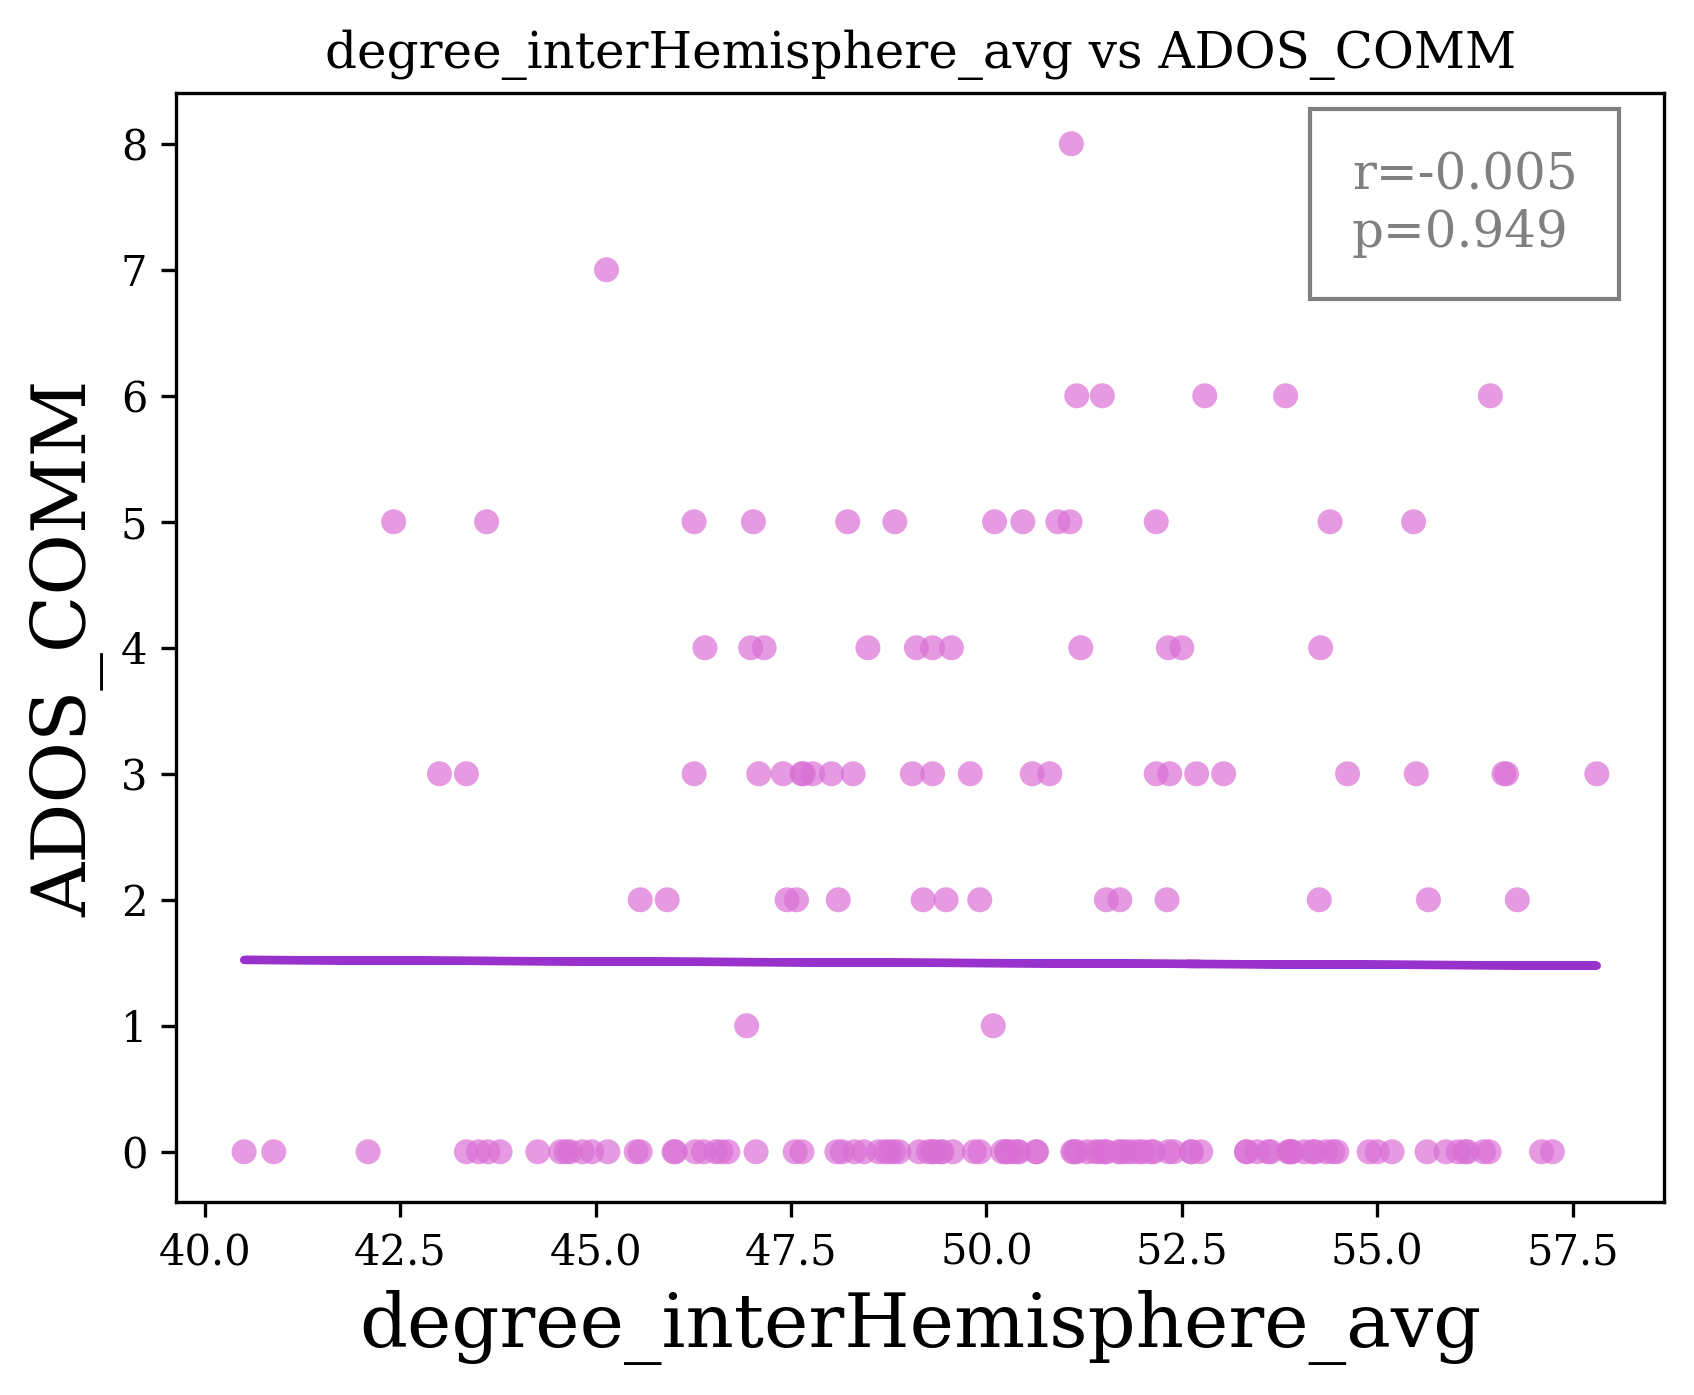 degree_interHemisphere_avg vs ADOS_COMM
r=-0.005
p=0.949
ADOS_COMM
8
7
6
5
4
3
2
1
0
40.0 42.5 45.0 47.5 50.0 52.5 55.0 57.5
degree_interHemisphere_avg